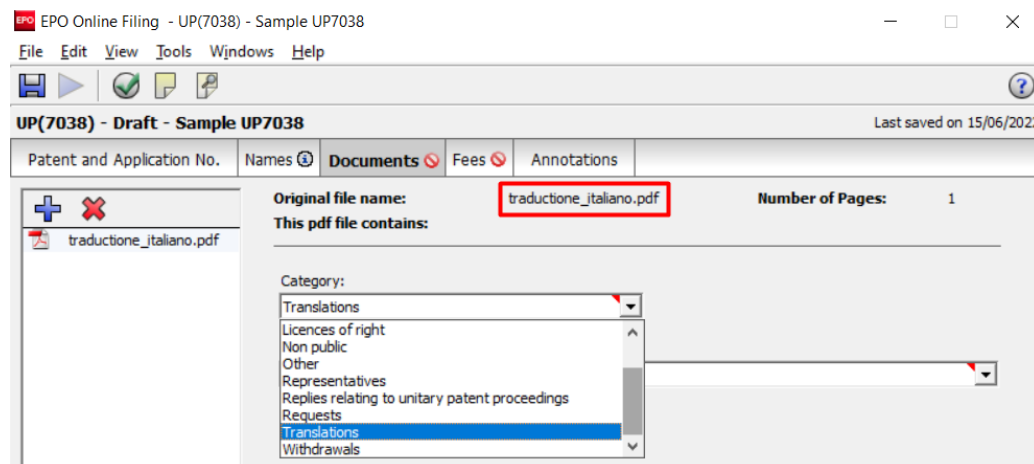 EPO EPO Online Filing - UP(7038) - Sample UP7038
File Edit View Tools Windows Help
UP(7038) - Draft - Sample UP7038 Last saved on 15/06/202
Patent and Application No. Names Documents Fees Annotations
Original file name: traductione_italiano.pdf Number of Pages: 1
This pdf file contains:
traductione_italiano.pdf
Category:
Translations
Licences of right
Non public
Other
Representatives
Replies relating to unitary patent proceedings
Requests
Translations
Withdrawals